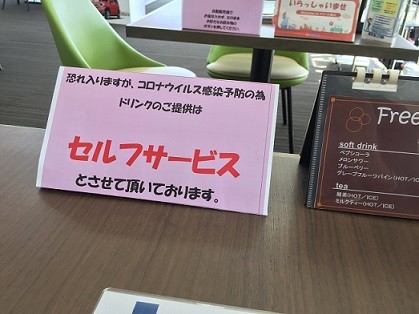 恐れ入りますが、コロナウイルス感染予防の為
ドリンクのご提供は
セルフサービス
とさせて頂いております。
いらっしゃいませ
Free
soft drink
ペプシコーラ
メロンサワー
ブルーベリー
グレープフルーツパイン(HOT/ICE)
tea
緑茶(HOT/ICE)
ミルクティー(HOT/ICE)